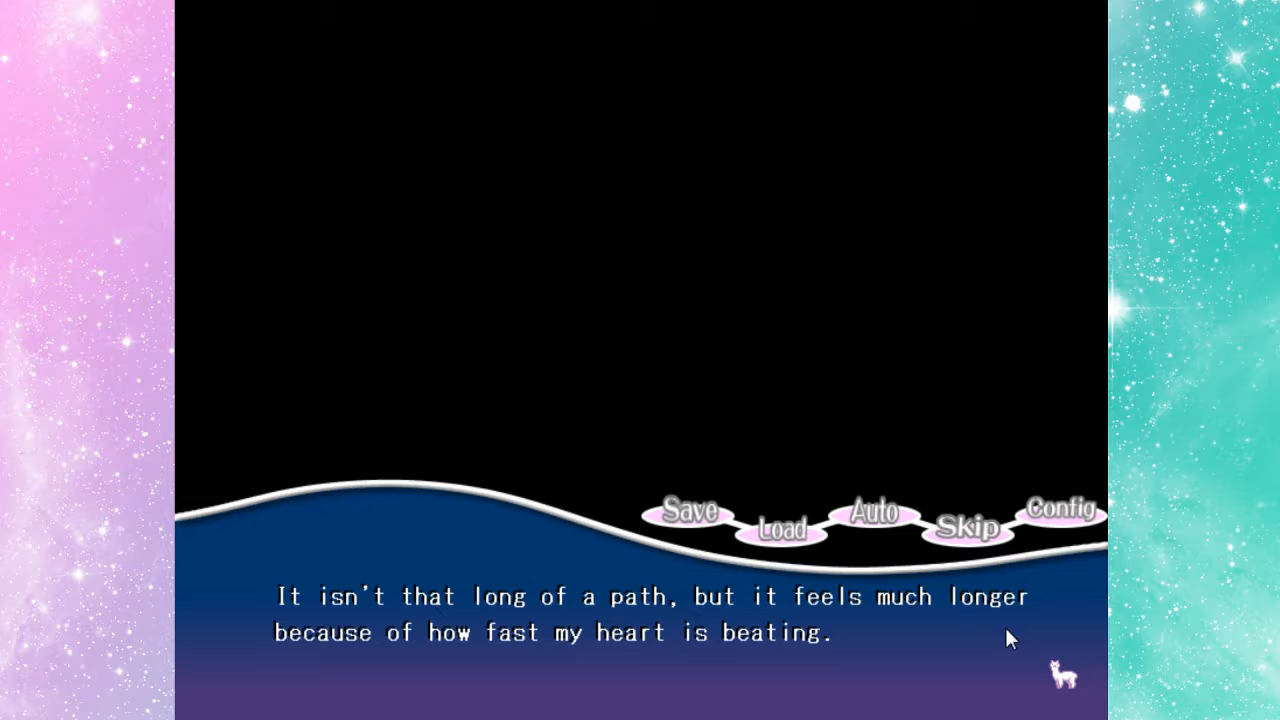 Save
Load
Auto
Skip
Config
It isn't that long of a path, but it feels much longer
because of how fast my heart is beating.